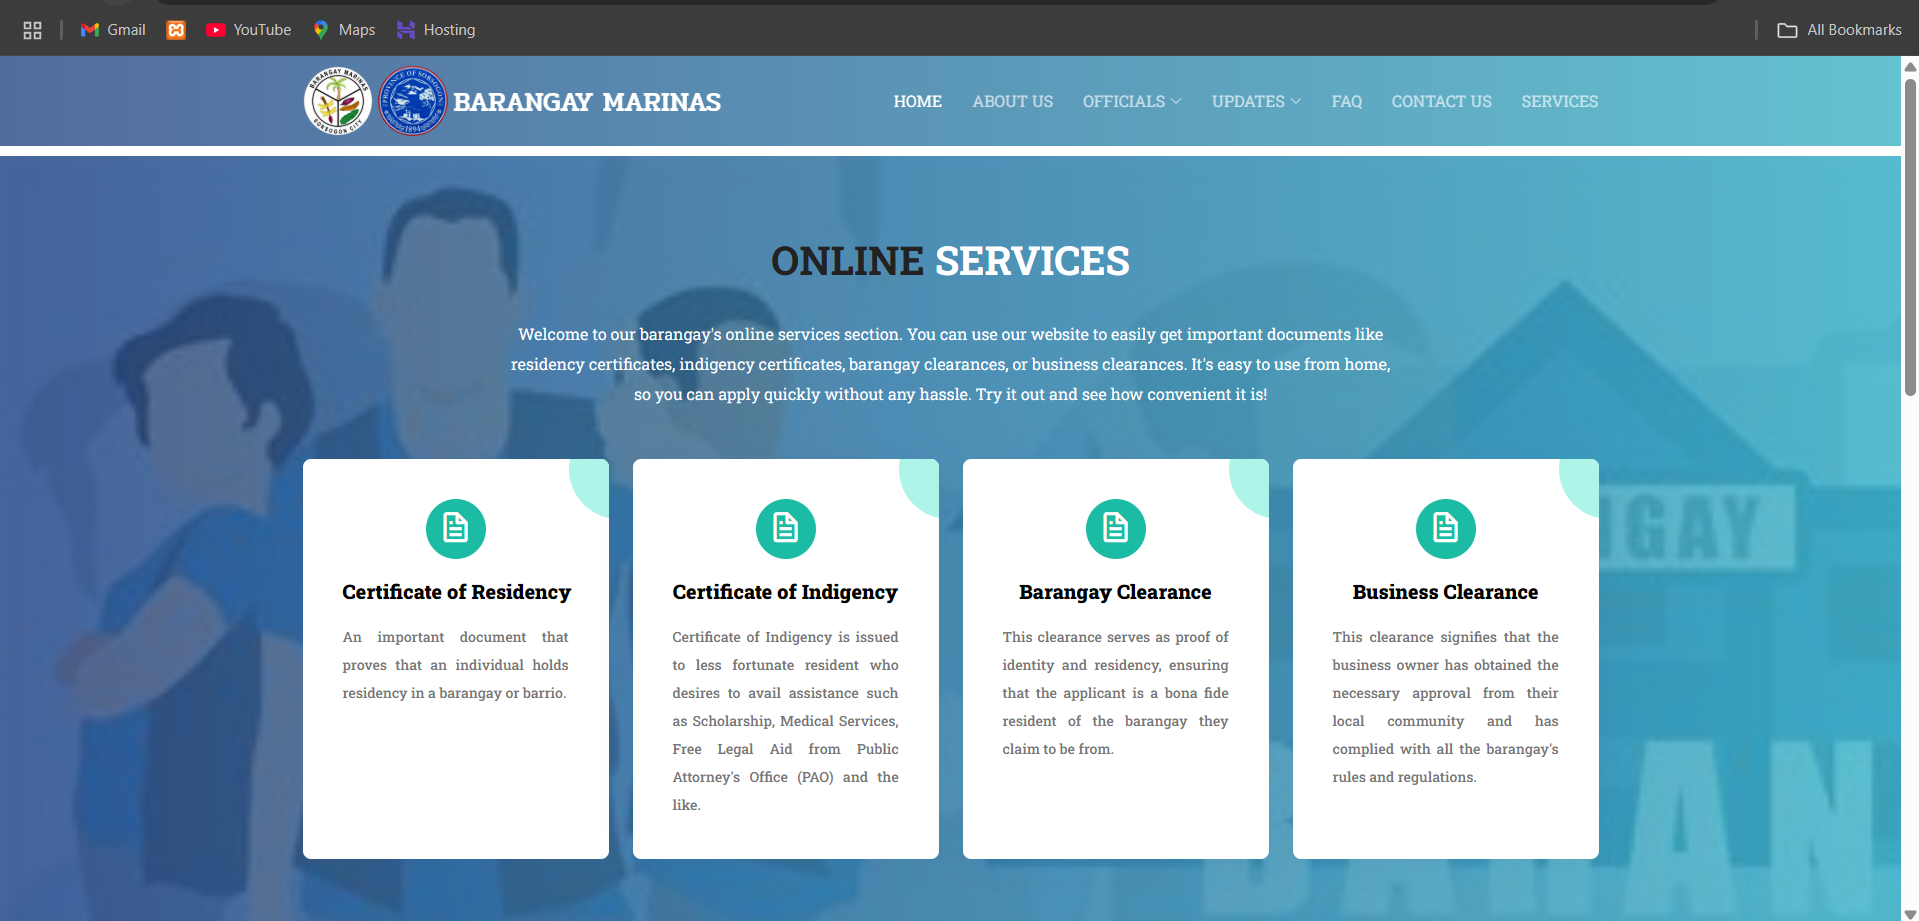 Gmail
YouTube
Maps
Hosting
All Bookmarks
BARANGAY MARINAS
SORSOGON CITY
PROVINCE OF SORSOGON
1894
BARANGAY MARINAS
HOME
ABOUT US
OFFICIALS
UPDATES
FAQ
CONTACT US
SERVICES
ONLINE SERVICES
Welcome to our barangay's online services section. You can use our website to easily get important documents like
residency certificates, indigency certificates, barangay clearances, or business clearances. It's easy to use from home,
so you can apply quickly without any hassle. Try it out and see how convenient it is!
Certificate of Residency
An important document that
proves that an individual holds
residency in a barangay or barrio.
Certificate of Indigency
Certificate of Indigency is issued
to less fortunate resident who
desires to avail assistance such
as Scholarship, Medical Services,
Free Legal Aid from Public
Attorney's Office (PAO) and the
like.
Barangay Clearance
This clearance serves as proof of
identity and residency, ensuring
that the applicant is a bona fide
resident of the barangay they
claim to be from.
Business Clearance
This clearance signifies that the
business owner has obtained the
necessary approval from their
local community and has
complied with all the barangay's
rules and regulations.
NGAY